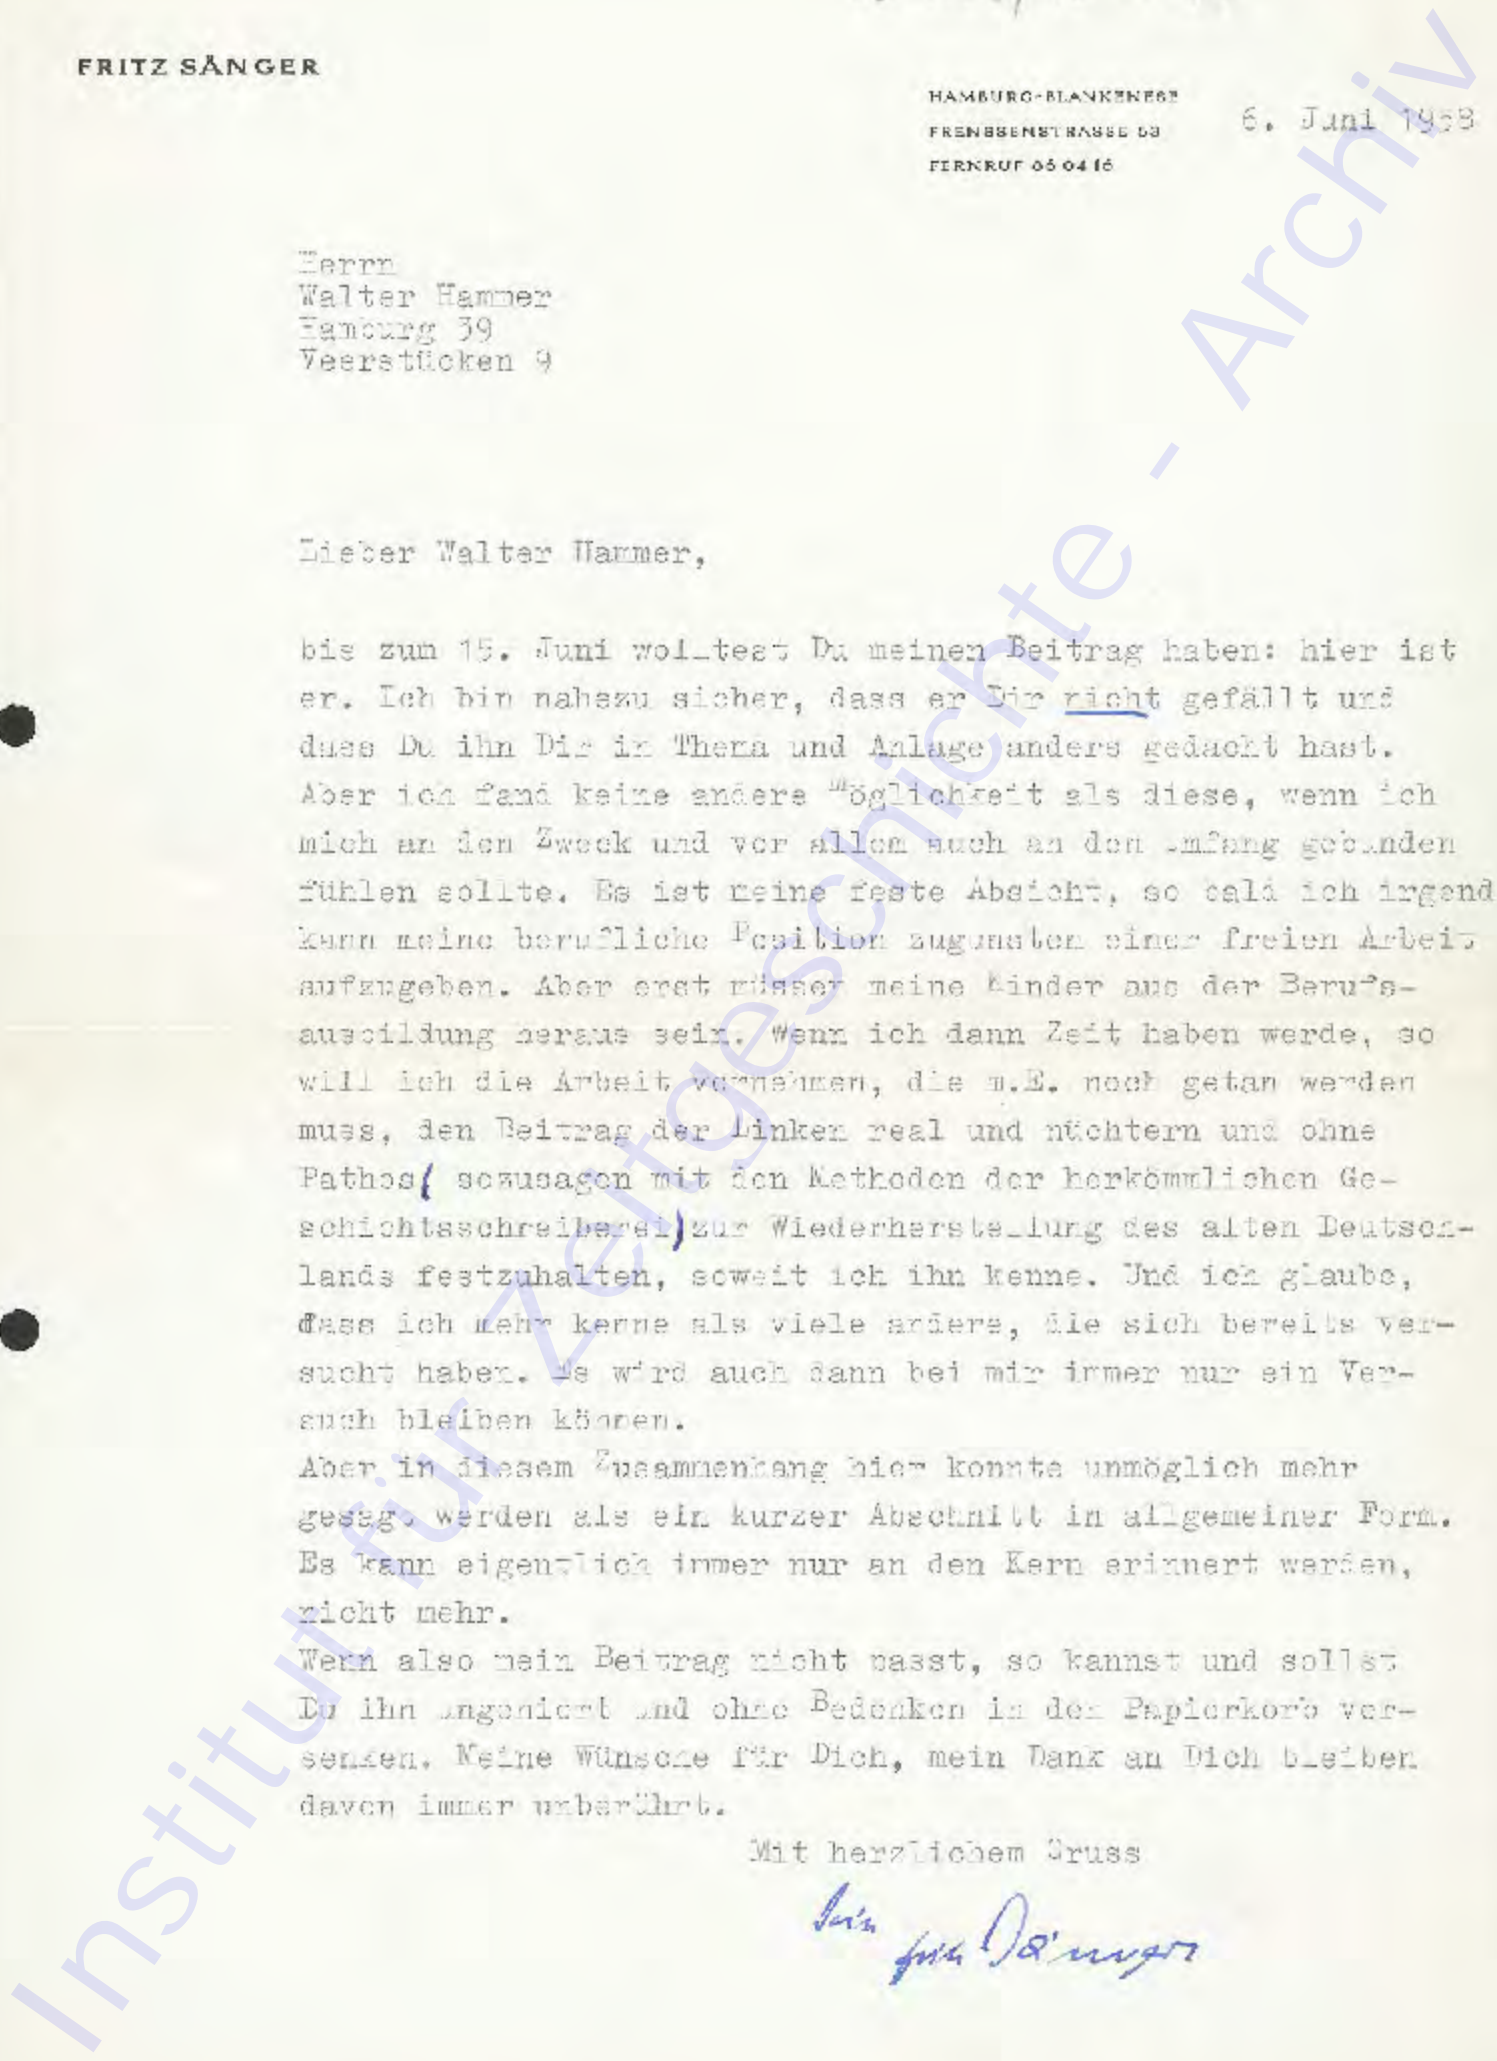 FRITZ SÄNGER
HAMBURG-BLANKENESE
FRENSSENSTRASSE 53
6. Juni 1958
FERNRUF 86 04 16
Herrn
Walter Hammer
Hamburg 39
Veerstücken 9
Lieber Walter Hammer,
bis zum 15. Juni wolltest Du meinen Beitrag haben: hier ist
er. Ich bin nahezu sicher, dass er Dir nicht gefällt und
dass Du ihn Dir in Thema und Anlage anders gedacht hast.
Aber ich fand keine andere Möglichkeit als diese, wenn ich
mich an den Zweck und vor allem auch an den Umfang gebunden
fühlen sollte. Es ist meine feste Absicht, so bald ich irgend
kann meine berufliche Position zugunsten einer freien Arbeit
aufzugeben. Aber erst müssen meine Kinder aus der Berufs-
ausbildung heraus sein. Wenn ich dann Zeit haben werde, so
will ich die Arbeit vornehmen, die m.E. noch getan werden
muss, den Beitrag der Linken real und nüchtern und ohne
Pathos( sozusagen mit den Methoden der herkömmlichen Ge-
schichtsschreiberei)zur Wiederherstellung des alten Deutsch-
lands festzuhalten, soweit ich ihn kenne. Und ich glaube,
dass ich mehr kenne als viele andere, die sich bereits ver-
sucht haben. Es wird auch dann bei mir immer nur ein Ver-
such bleiben können.
Aber in diesem Zusammenhang hier konnte unmöglich mehr
gesagt werden als ein kurzer Abschnitt in allgemeiner Form.
Es kann eigentlich immer nur an den Kern erinnert werden,
nicht mehr.
Wenn also mein Beitrag nicht passt, so kannst und sollst
Du ihn ungeniert und ohne Bedenken in den Papierkorb ver-
senken. Meine Wünsche für Dich, mein Dank an Dich bleiben
davon immer unberührt.
Mit herzlichem Gruss
Dein
Fritz Sänger
Institut für Zeitgeschichte - Archiv